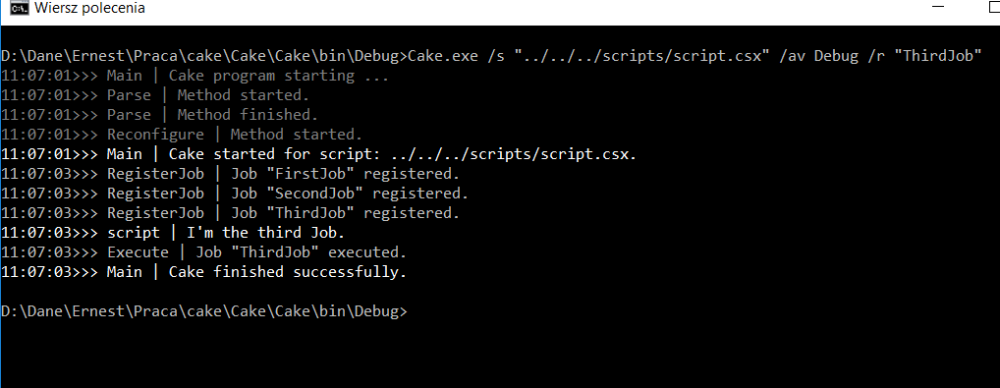 Wiersz polecenia
D:\Dane\Ernest\Praca\cake\Cake\Cake\bin\Debug>Cake.exe /s "../../../scripts/script.csx" /av Debug /r "ThirdJob"
11:07:01>>> Main | Cake program starting ...
11:07:01>>> Parse | Method started.
11:07:01>>> Parse | Method finished.
11:07:01>>> Reconfigure | Method started.
11:07:01>>> Main | Cake started for script: ../../../scripts/script.csx.
11:07:03>>> RegisterJob | Job "FirstJob" registered.
11:07:03>>> RegisterJob | Job "SecondJob" registered.
11:07:03>>> RegisterJob | Job "ThirdJob" registered.
11:07:03>>> script | I'm the third Job.
11:07:03>>> Execute | Job "ThirdJob" executed.
11:07:03>>> Main | Cake finished successfully.
D:\Dane\Ernest\Praca\cake\Cake\Cake\bin\Debug>